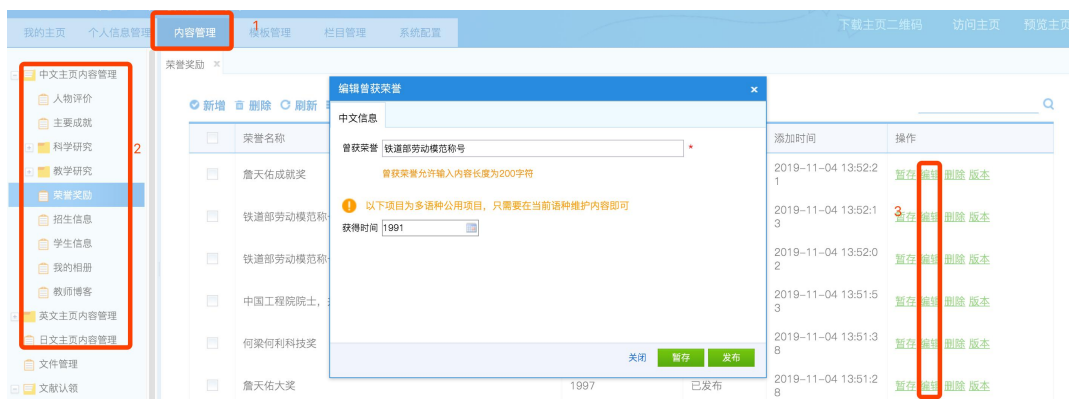 下载主页二维码 访问主页 预览主页
我的主页 个人信息管理 内容管理 模板管理 栏目管理 系统配置
1
中文主页内容管理
人物评价
主要成就
科学研究
2
教学研究
荣誉奖励
招生信息
学生信息
我的相册
教师博客
英文主页内容管理
日文主页内容管理
文件管理
文献认领
荣誉奖励 ×
新增 删除 刷新
荣誉名称 添加时间 操作
詹天佑成就奖 2019-11-04 13:52:21 暂存 编辑 删除 版本
铁道部劳动模范称 2019-11-04 13:52:13 暂存 编辑 删除 版本
3
铁道部劳动模范称 2019-11-04 13:52:02 暂存 编辑 删除 版本
中国工程院院士, 2019-11-04 13:51:53 暂存 编辑 删除 版本
何梁何利科技奖 2019-11-04 13:51:38 暂存 编辑 删除 版本
詹天佑大奖 1997 已发布 2019-11-04 13:51:28 暂存 编辑 删除 版本
编辑曾获荣誉 ×
中文信息
曾获荣誉 铁道部劳动模范称号 *
曾获荣誉允许输入内容长度为200字符
以下项目为多语种公用项目，只需要在当前语种维护内容即可
获得时间 1991
关闭 暂存 发布